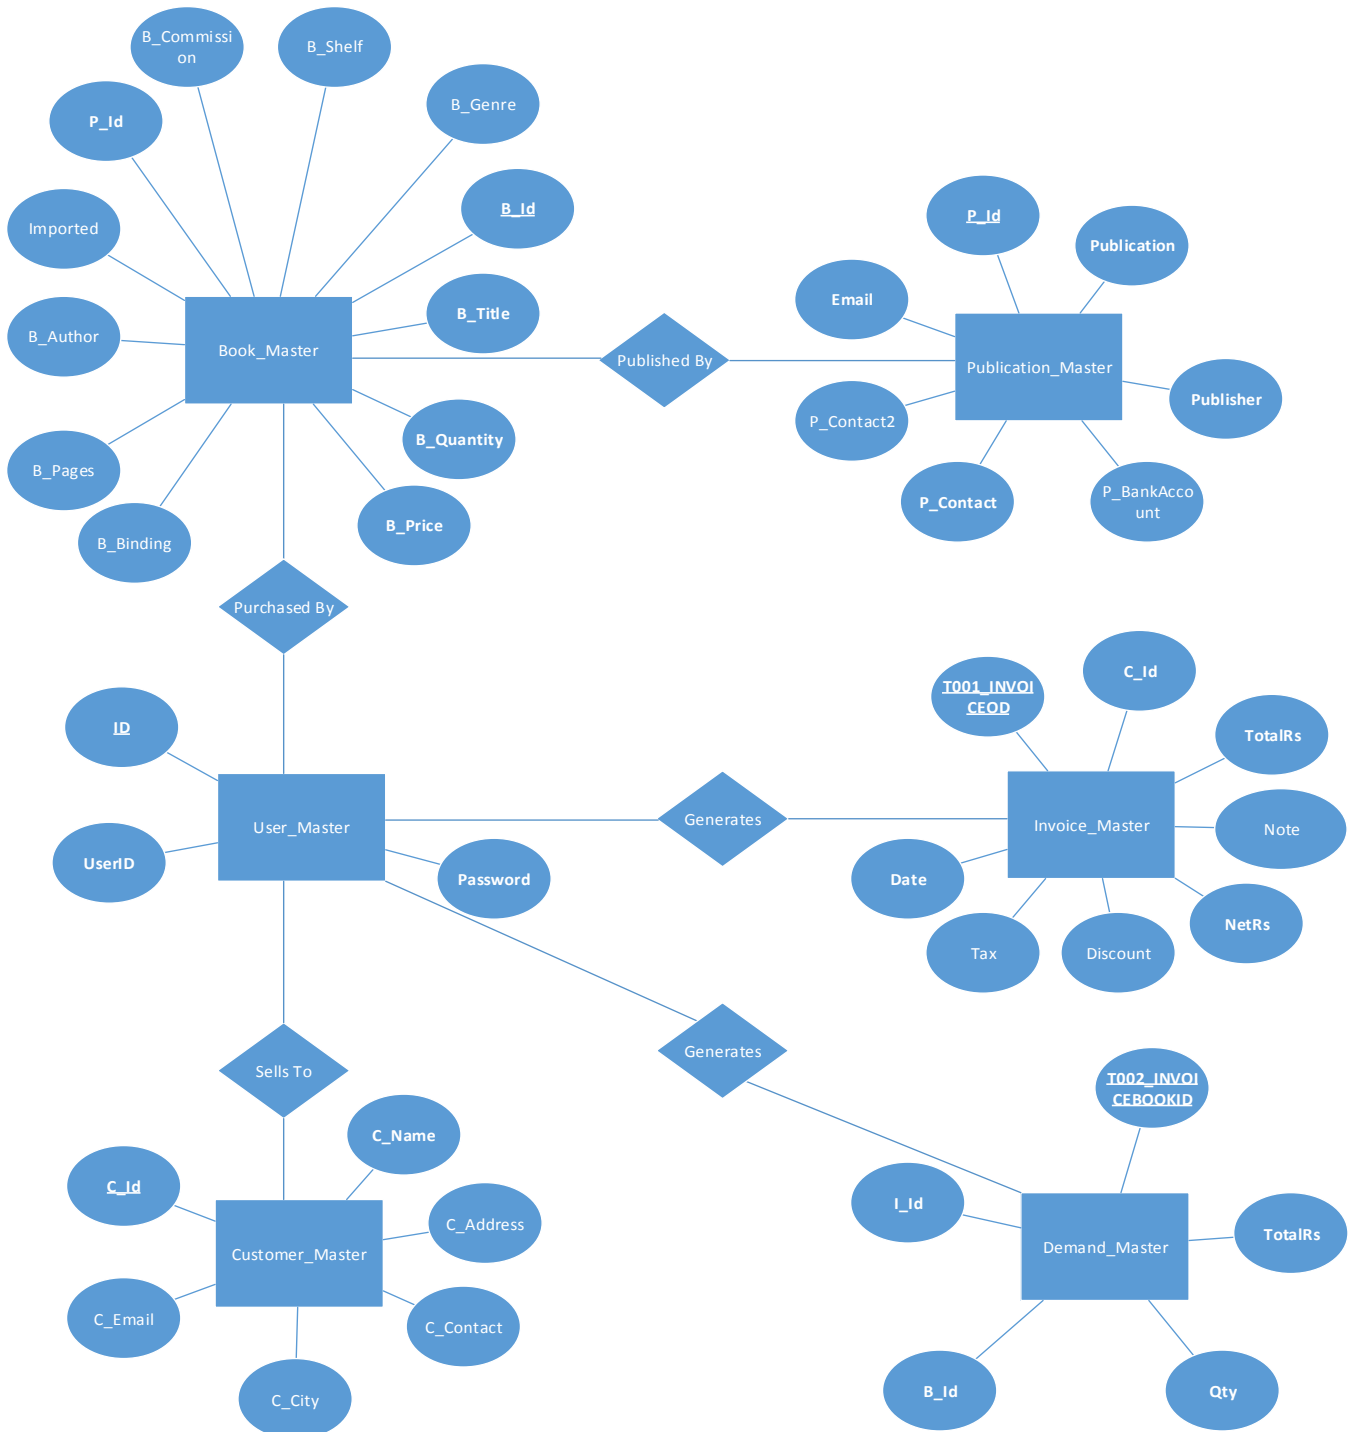 B_Commissi
on
B_Shelf
B_Genre
P_Id
B_Id
Imported
B_Title
B_Author
Book_Master
B_Quantity
B_Pages
B_Price
B_Binding
Published By
P_Id
Publication
Email
Publication_Master
Publisher
P_Contact2
P_Contact
P_BankAcco
unt
Purchased By
ID
User_Master
UserID
Password
Generates
T001_INVOI
CEOD
C_Id
TotalRs
Invoice_Master
Note
Date
NetRs
Tax
Discount
Generates
Sells To
C_Name
C_Id
C_Address
Customer_Master
C_Email
C_Contact
C_City
T002_INVOI
CEBOOKID
I_Id
TotalRs
Demand_Master
B_Id
Qty